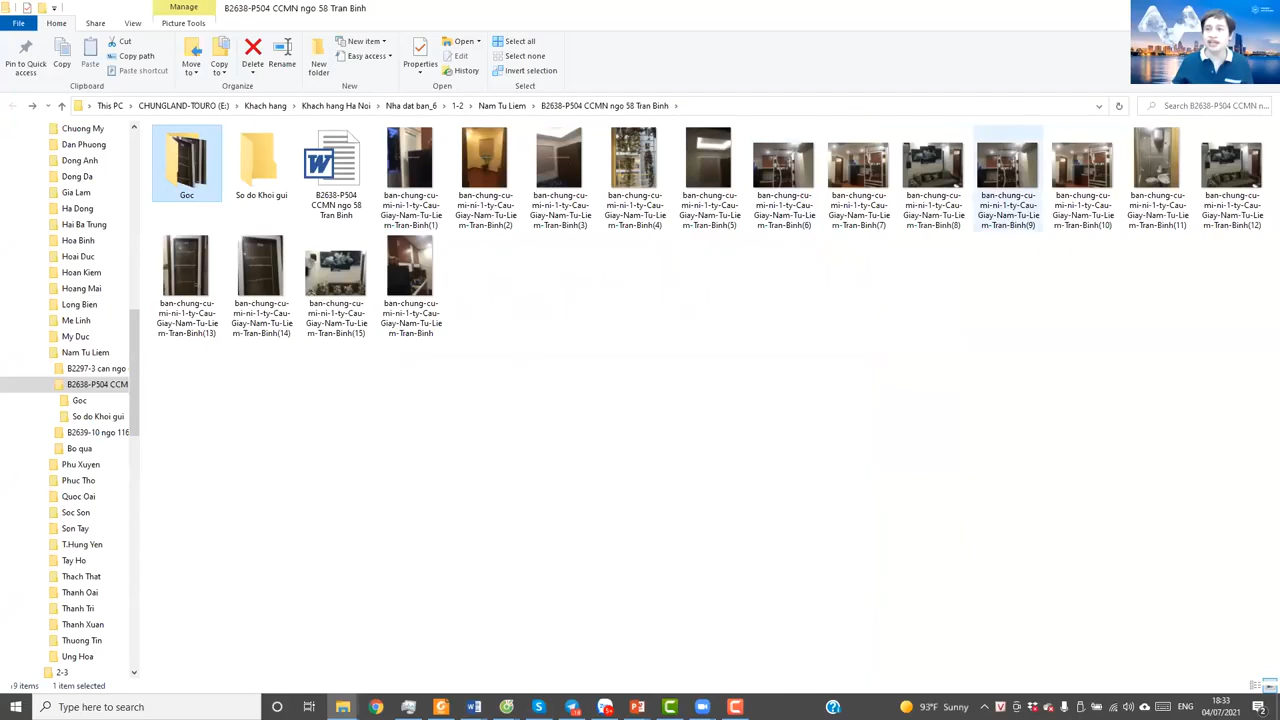 Manage
B2638-P504 CCMN ngo 58 Tran Binh
File
Home
Share
View
Picture Tools
Pin to Quick
access
Copy
Paste
Cut
Copy path
Paste shortcut
Clipboard
Move
to
Copy
to
Delete
Rename
Organize
New
folder
New item
Easy access
New
Properties
Open
Edit
History
Open
Select all
Select none
Invert selection
Select
This PC
CHUNGLAND-TOURO (E:)
Khach hang
Khach hang Ha Noi
Nha dat ban_6
1-2
Nam Tu Liem
B2638-P504 CCMN ngo 58 Tran Binh
Search B2638-P504 CCMN n...
Chuong My
Dan Phuong
Dong Anh
Dong Da
Gia Lam
Ha Dong
Hai Ba Trung
Hoa Binh
Hoai Duc
Hoan Kiem
Hoang Mai
Long Bien
Me Linh
My Duc
Nam Tu Liem
B2297-3 can ngo
B2638-P504 CCM
Goc
So do Khoi gui
B2639-10 ngo 116
Bo qua
Phu Xuyen
Phuc Tho
Quoc Oai
Soc Son
Son Tay
T.Hung Yen
Tay Ho
Thach That
Thanh Oai
Thanh Tri
Thanh Xuan
Thuong Tin
Ung Hoa
2-3
Goc
So do Khoi gui
B2638-P504
CCMN ngo 58
Tran Binh
ban-chung-cu-
mi-ni-1-ty-Cau-
Giay-Nam-Tu-Lie
m-Tran-Binh(1)
ban-chung-cu-
mi-ni-1-ty-Cau-
Giay-Nam-Tu-Lie
m-Tran-Binh(2)
ban-chung-cu-
mi-ni-1-ty-Cau-
Giay-Nam-Tu-Lie
m-Tran-Binh(3)
ban-chung-cu-
mi-ni-1-ty-Cau-
Giay-Nam-Tu-Lie
m-Tran-Binh(4)
ban-chung-cu-
mi-ni-1-ty-Cau-
Giay-Nam-Tu-Lie
m-Tran-Binh(5)
ban-chung-cu-
mi-ni-1-ty-Cau-
Giay-Nam-Tu-Lie
m-Tran-Binh(6)
ban-chung-cu-
mi-ni-1-ty-Cau-
Giay-Nam-Tu-Lie
m-Tran-Binh(7)
ban-chung-cu-
mi-ni-1-ty-Cau-
Giay-Nam-Tu-Lie
m-Tran-Binh(8)
ban-chung-cu-
mi-ni-1-ty-Cau-
Giay-Nam-Tu-Lie
m-Tran-Binh(9)
ban-chung-cu-
mi-ni-1-ty-Cau-
Giay-Nam-Tu-Lie
m-Tran-Binh(10)
ban-chung-cu-
mi-ni-1-ty-Cau-
Giay-Nam-Tu-Lie
m-Tran-Binh(11)
ban-chung-cu-
mi-ni-1-ty-Cau-
Giay-Nam-Tu-Lie
m-Tran-Binh(12)
ban-chung-cu-
mi-ni-1-ty-Cau-
Giay-Nam-Tu-Lie
m-Tran-Binh(13)
ban-chung-cu-
mi-ni-1-ty-Cau-
Giay-Nam-Tu-Lie
m-Tran-Binh(14)
ban-chung-cu-
mi-ni-1-ty-Cau-
Giay-Nam-Tu-Lie
m-Tran-Binh(15)
ban-chung-cu-
mi-ni-1-ty-Cau-
Giay-Nam-Tu-Lie
m-Tran-Binh
19 items
1 item selected
Type here to search
93°F Sunny
ENG
18:33
04/07/2021